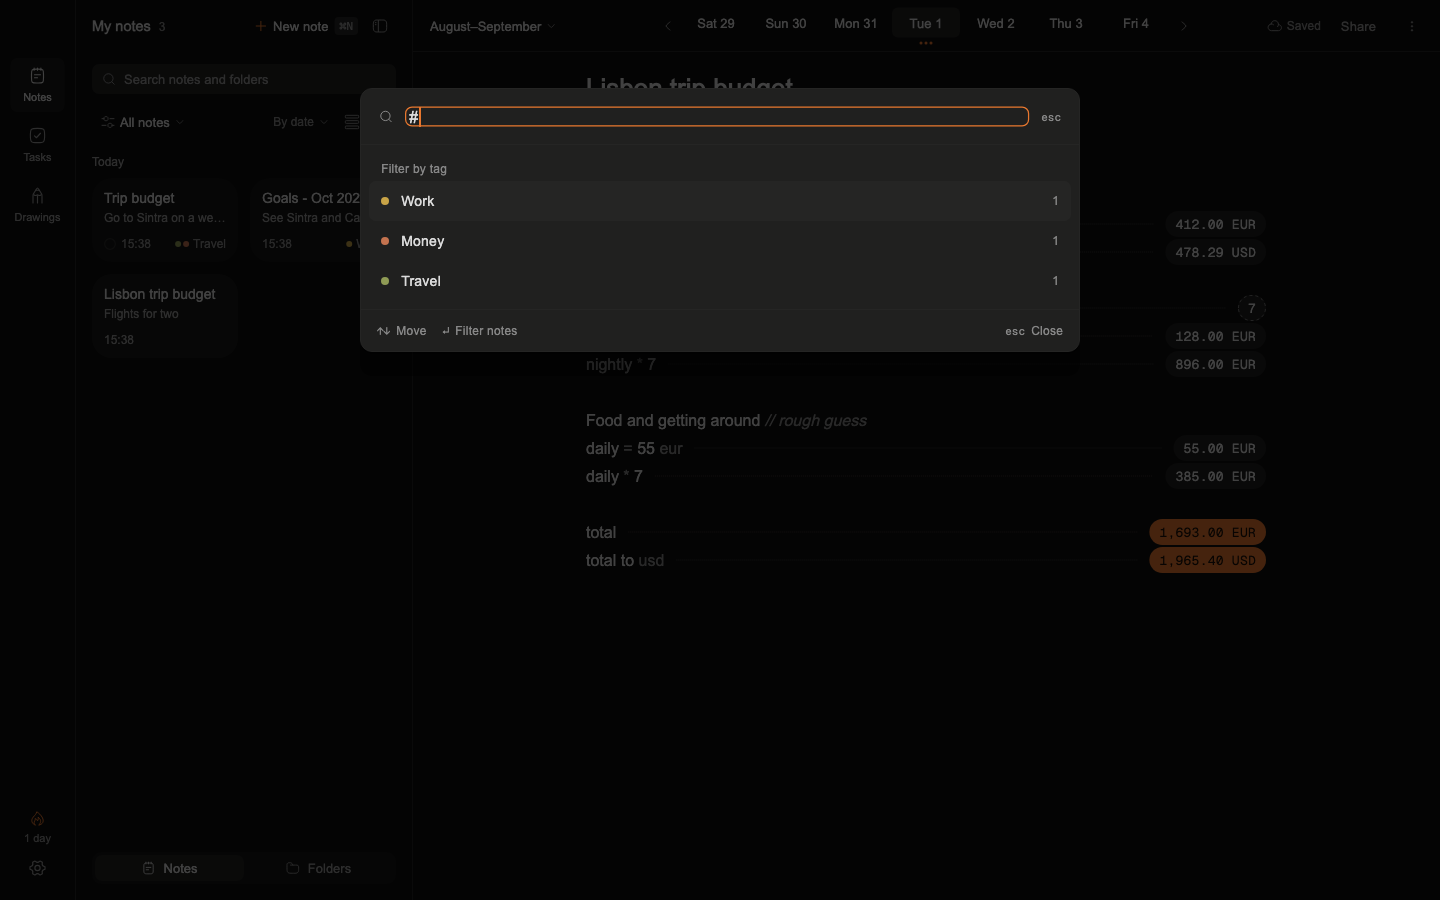 My notes 3
New note ⌘N
August–September
Sat 29
Sun 30
Mon 31
Tue 1
Wed 2
Thu 3
Fri 4
Saved
Share
Notes
Tasks
Drawings
Search notes and folders
All notes
By date
Today
Trip budget
Go to Sintra on a we…
15:38
Travel
Goals - Oct 202
See Sintra and Ca
15:38
Lisbon trip budget
Flights for two
15:38
Lisbon trip budget
#
esc
Filter by tag
Work 1
Money 1
Travel 1
Move
Filter notes
esc Close
412.00 EUR
478.29 USD
7
128.00 EUR
nightly * 7 896.00 EUR
Food and getting around // rough guess
daily = 55 eur 55.00 EUR
daily * 7 385.00 EUR
total 1,693.00 EUR
total to usd 1,965.40 USD
1 day
Notes
Folders